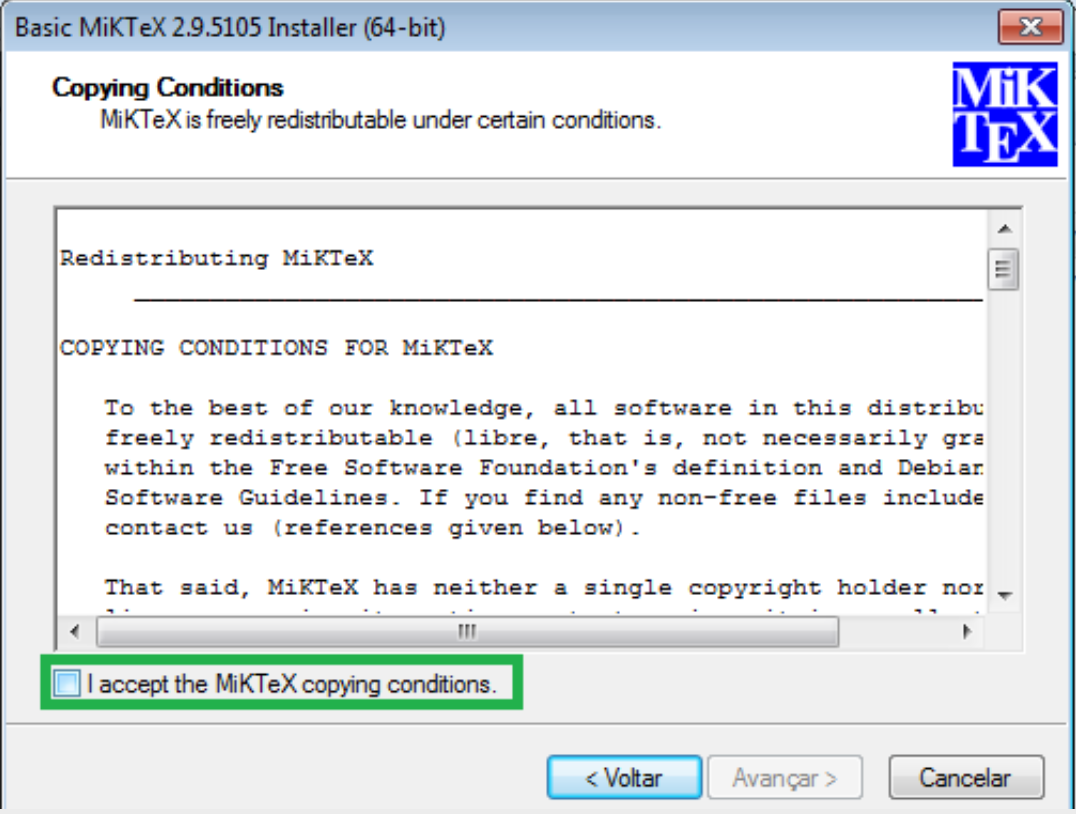 Basic MiKTeX 2.9.5105 Installer (64-bit)
Copying Conditions
MiKTeX is freely redistributable under certain conditions.
MiK
TEX
Redistributing MiKTeX
COPYING CONDITIONS FOR MiKTeX
To the best of our knowledge, all software in this distribu
freely redistributable (libre, that is, not necessarily gra
within the Free Software Foundation's definition and Debian
Software Guidelines. If you find any non-free files include
contact us (references given below).
That said, MiKTeX has neither a single copyright holder nor
I accept the MiKTeX copying conditions.
< Voltar
Avançar >
Cancelar